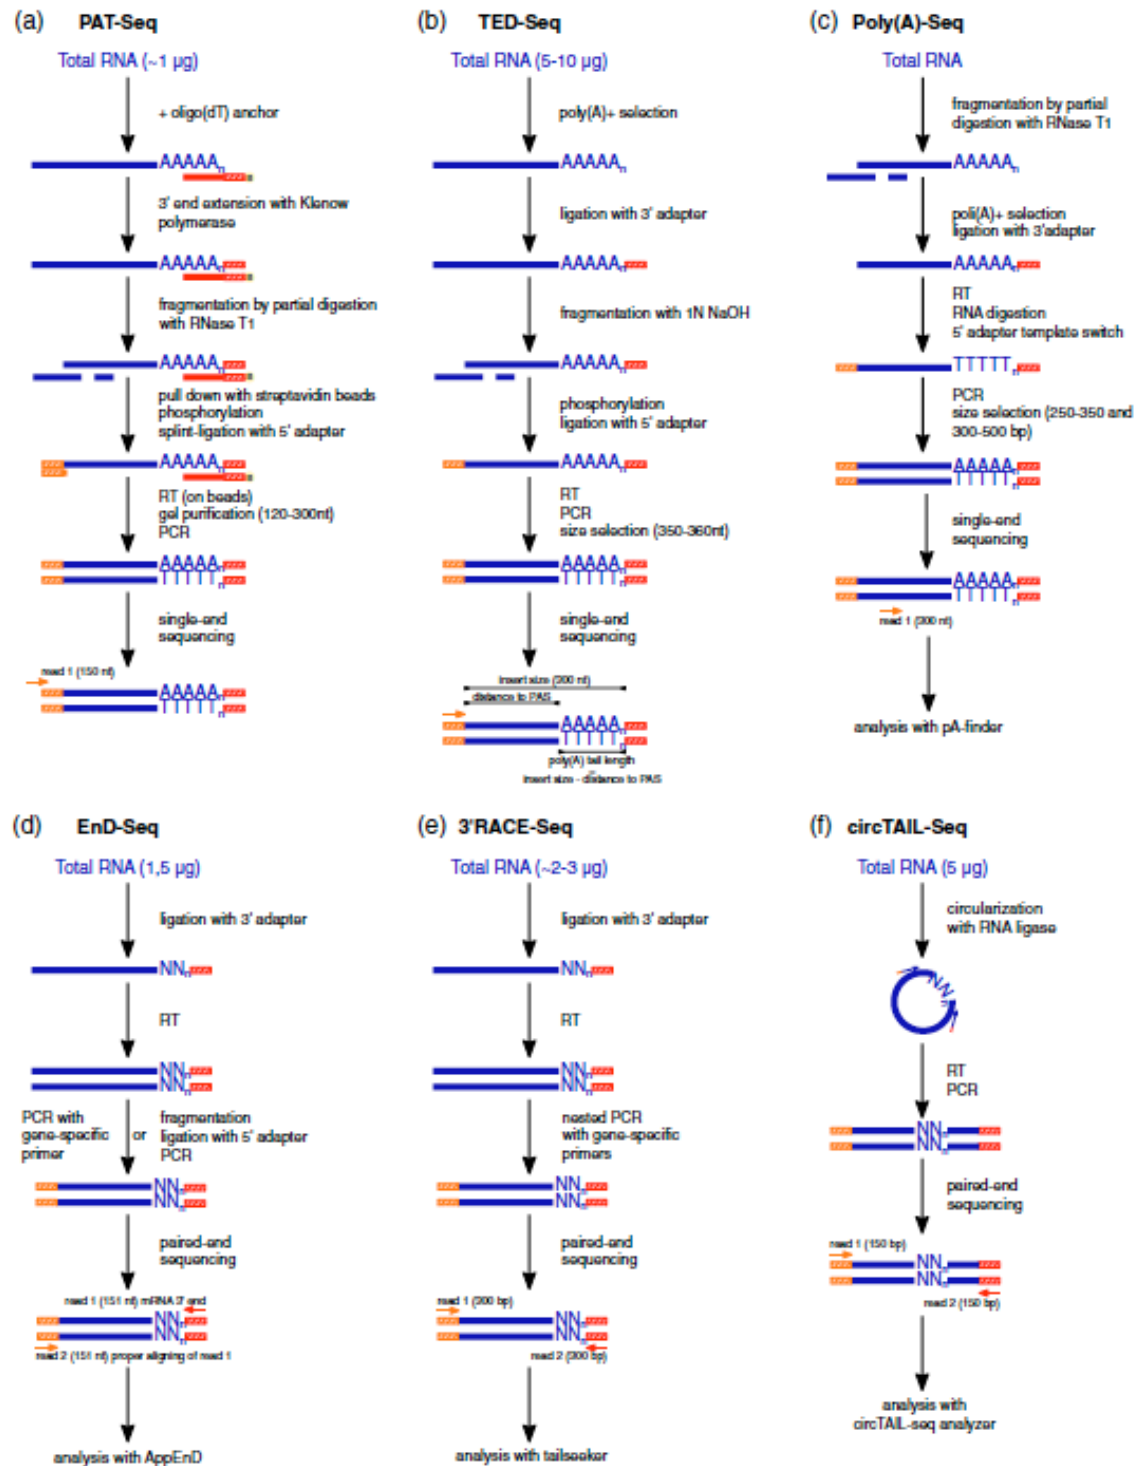 (a) PAT-Seq
Total RNA (~1 µg)
+ oligo(dT) anchor
AAAAAn
3' end extension with Klenow
polymerase
AAAAAn
fragmentation by partial digestion
with RNase T1
AAAAAn
pull down with streptavidin beads
phosphorylation
splint-ligation with 5' adapter
AAAAAn
RT (on beads)
gel purification (120-300nt)
PCR
AAAAA
TTTTTn
single-end
sequencing
read 1 (150 nt)
AAAAA
TTTTTn
(b) TED-Seq
Total RNA (5-10 µg)
poly(A)+ selection
AAAAAn
ligation with 3' adapter
AAAAAn
fragmentation with 1N NaOH
AAAAAn
phosphorylation
ligation with 5' adapter
AAAAAn
RT
PCR
size selection (350-360nt)
AAAAA
TTTTTn
single-end
sequencing
insert size (300 nt)
distance to PAS
AAAAA
TTTTTn
poly(A) tail length
=
insert size - distance to PAS
(c) Poly(A)-Seq
Total RNA
fragmentation by partial
digestion with RNase T1
AAAAAn
poli(A)+ selection
ligation with 3'adapter
AAAAAn
RT
RNA digestion
5' adapter template switch
TTTTTn
PCR
size selection (250-350 and
300-500 bp)
AAAAA
TTTTTn
single-end
sequencing
AAAAA
TTTTTn
read 1 (300 nt)
analysis with pA-finder
(d) EnD-Seq
Total RNA (1,5 µg)
ligation with 3' adapter
NNn
RT
NN
NNn
PCR with
gene-specific
primer
or
fragmentation
ligation with 5' adapter
PCR
NN
NNn
paired-end
sequencing
read 1 (151 nt) mRNA 3' end
NN
NNn
read 2 (151 nt) proper aligning of read 1
analysis with AppEnD
(e) 3'RACE-Seq
Total RNA (~2-3 µg)
ligation with 3' adapter
NNn
RT
NN
NNn
nested PCR
with gene-specific
primers
NN
NNn
paired-end
sequencing
read 1 (300 bp)
NN
NNn
read 2 (300 bp)
analysis with tailseeker
(f) circTAIL-Seq
Total RNA (5 µg)
circularization
with RNA ligase
NNn
RT
PCR
NN
NNn
paired-end
sequencing
read 1 (150 bp)
NN
NNn
read 2 (150 bp)
analysis with
circTAIL-seq analyzer